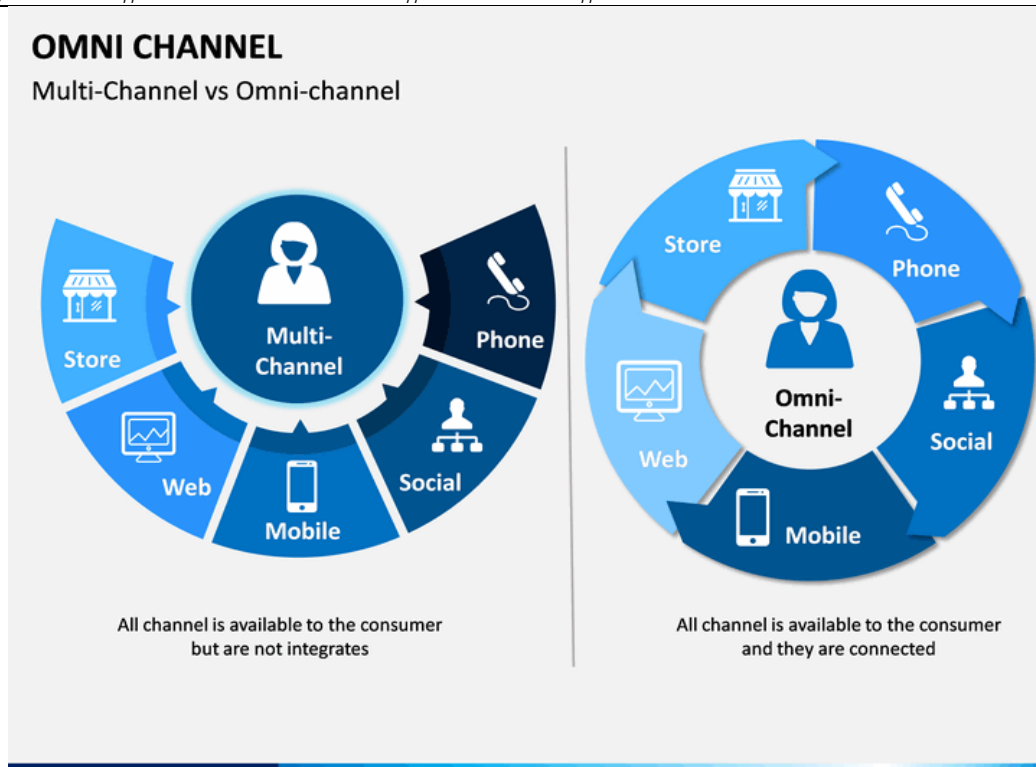 OMNI CHANNEL
Multi-Channel vs Omni-channel
Multi-
Channel
Store
Web
Mobile
Social
Phone
All channel is available to the consumer
but are not integrates
Omni-
Channel
Store
Phone
Social
Mobile
Web
All channel is available to the consumer
and they are connected